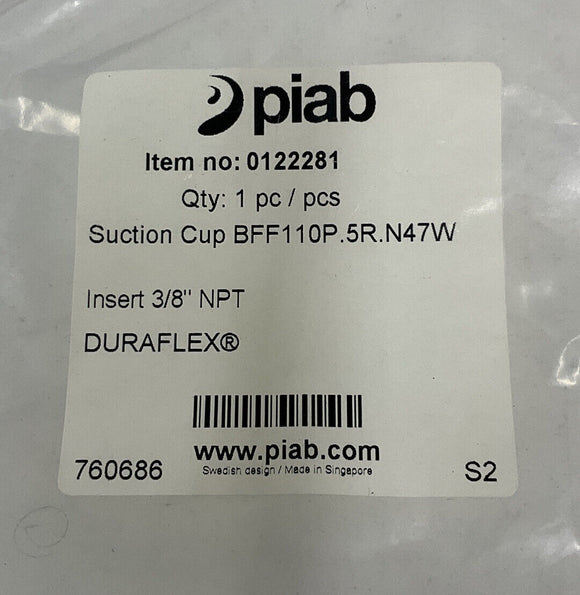 piab
Item no: 0122281
Qty: 1 pc / pcs
Suction Cup BFF110P.5R.N47W
Insert 3/8" NPT
DURAFLEX®
www.piab.com
760686 Swedish design / Made in Singapore S2